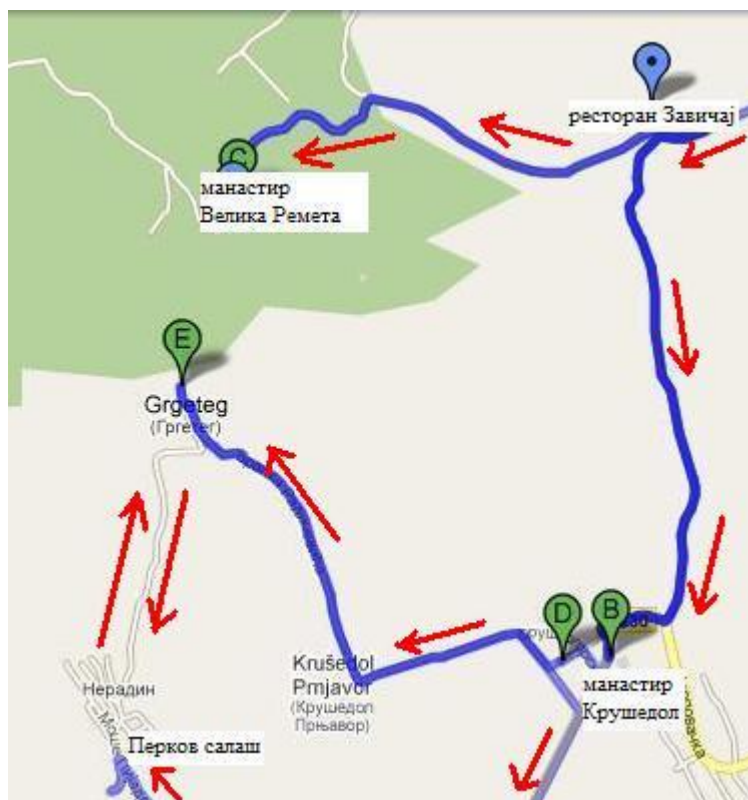 ресторан Завичај
C
манастир
Велика Ремета
E
Grgeteg
(Гргетег)
D
B
Krušedol
Prnjavor
(Крушедол
Прњавор)
манастир
Крушедол
Нерадин
Перков салаш